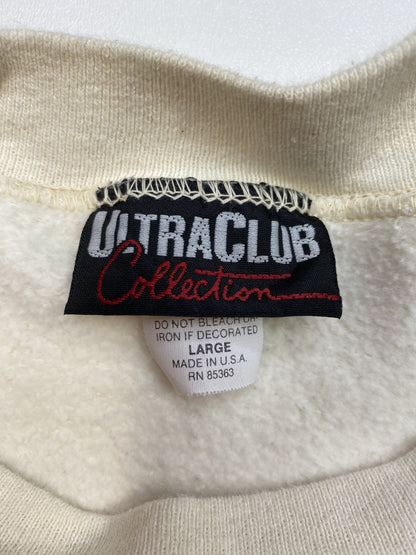 ULTRACLUB
Collection
DO NOT BLEACH OR
IRON IF DECORATED
LARGE
MADE IN U.S.A.
RN 85363